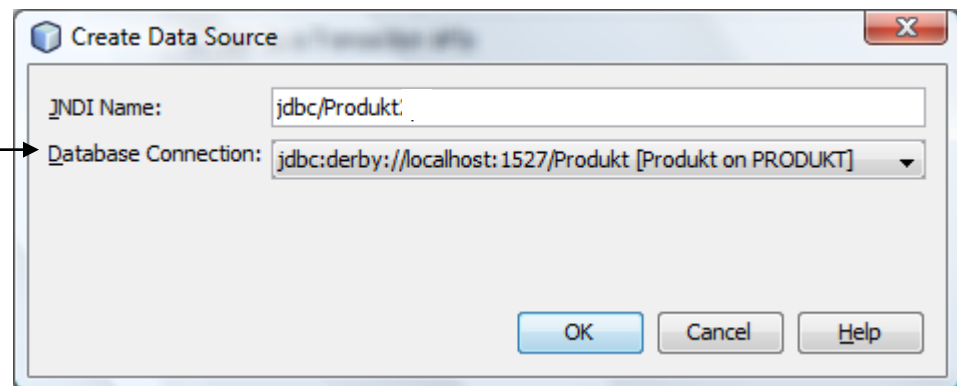 Create Data Source
JNDI Name: jdbc/Produkt
Database Connection: jdbc:derby://localhost:1527/Produkt [Produkt on PRODUKT]
OK Cancel Help